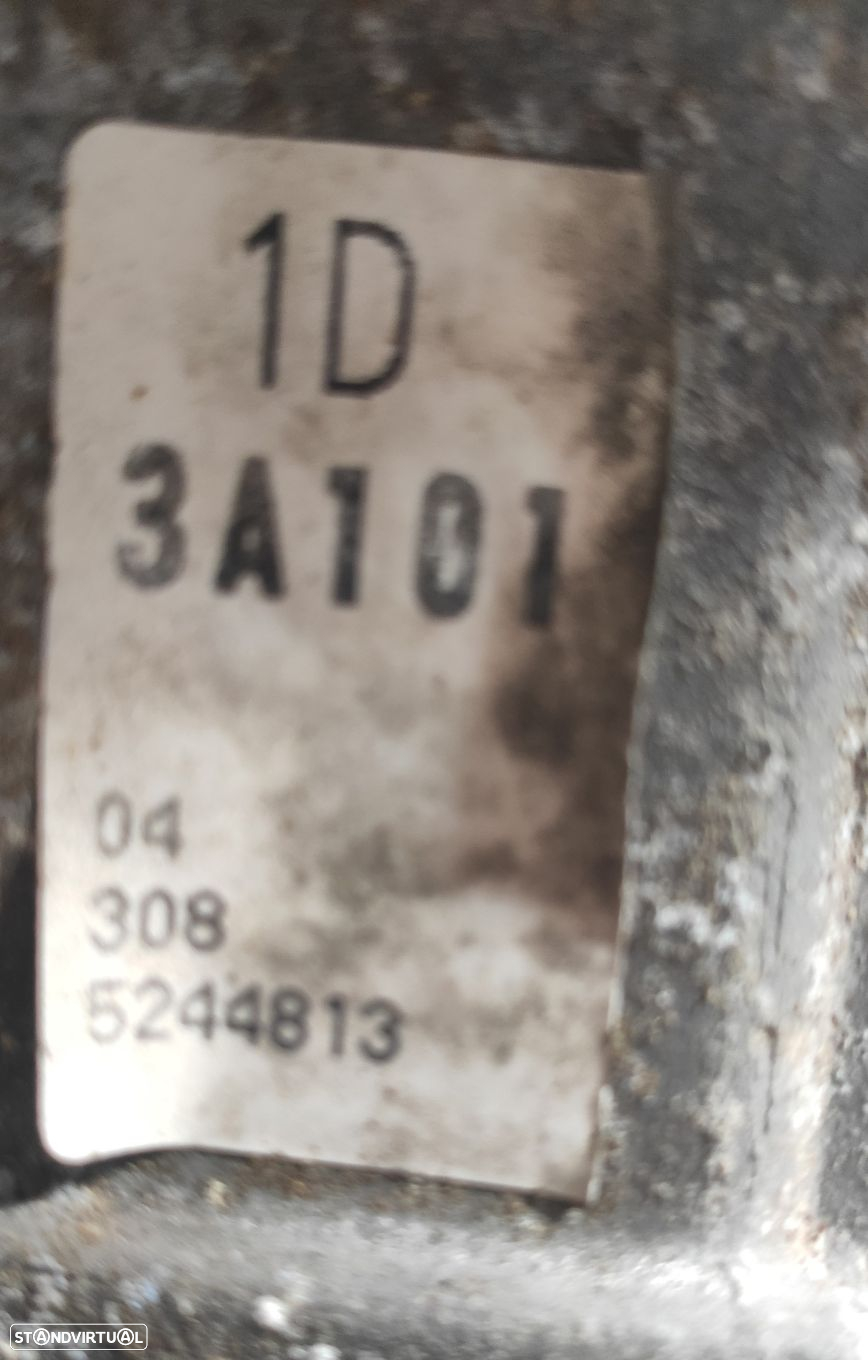 1D
3A101
04
308
5244813
STANDVIRTUAL